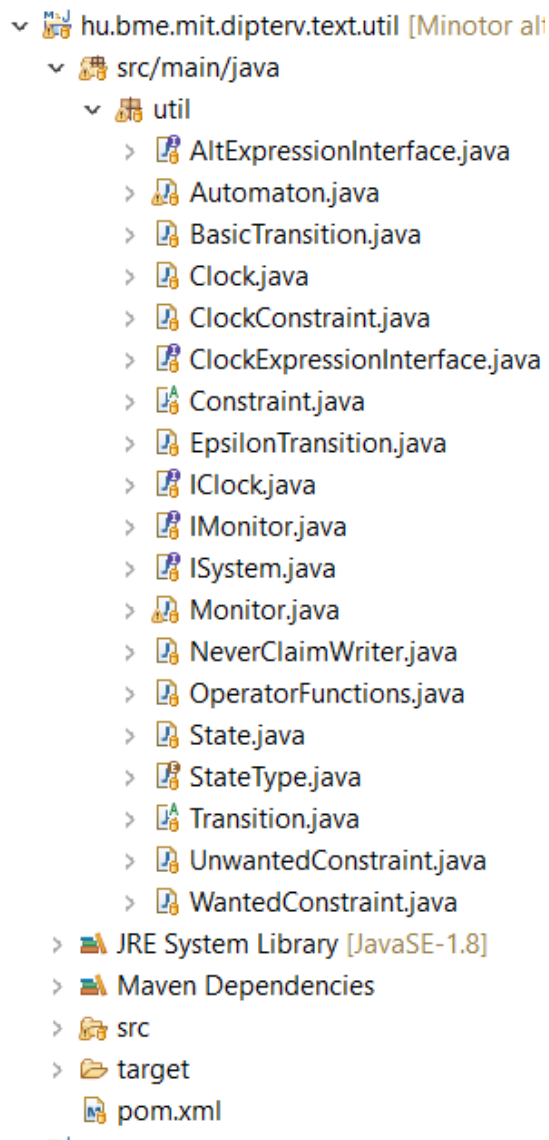 hu.bme.mit.dipterv.text.util [Minotor alt
src/main/java
util
AltExpressionInterface.java
Automaton.java
BasicTransition.java
Clock.java
ClockConstraint.java
ClockExpressionInterface.java
Constraint.java
EpsilonTransition.java
IClock.java
IMonitor.java
ISystem.java
Monitor.java
NeverClaimWriter.java
OperatorFunctions.java
State.java
StateType.java
Transition.java
UnwantedConstraint.java
WantedConstraint.java
JRE System Library [JavaSE-1.8]
Maven Dependencies
src
target
pom.xml